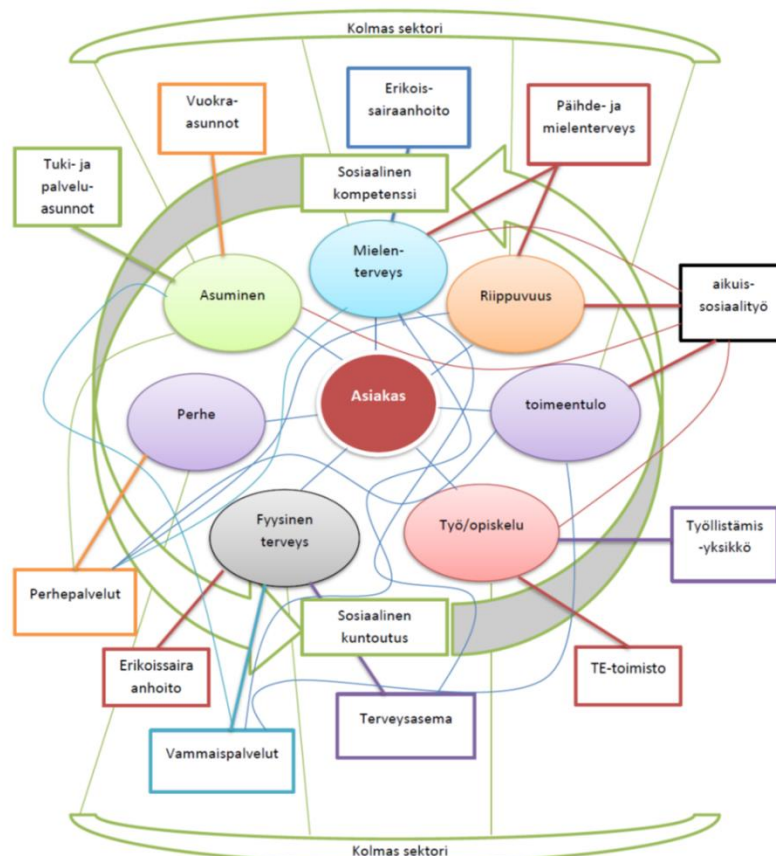 Kolmas sektori
Vuokra-
asunnot
Erikois-
sairaanhoito
Päihde- ja
mielenterveys
Tuki- ja
palvelu-
asunnot
Sosiaalinen
kompetenssi
Mielen-
terveys
Asuminen
Riippuvuus
aikuis-
sosiaalityö
Perhe
Asiakas
toimeentulo
Fyysinen
terveys
Työ/opiskelu
Työllistämis
-yksikkö
Perhepalvelut
Sosiaalinen
kuntoutus
Erikoissaira
anhoito
TE-toimisto
Terveysasema
Vammaispalvelut
Kolmas sektori